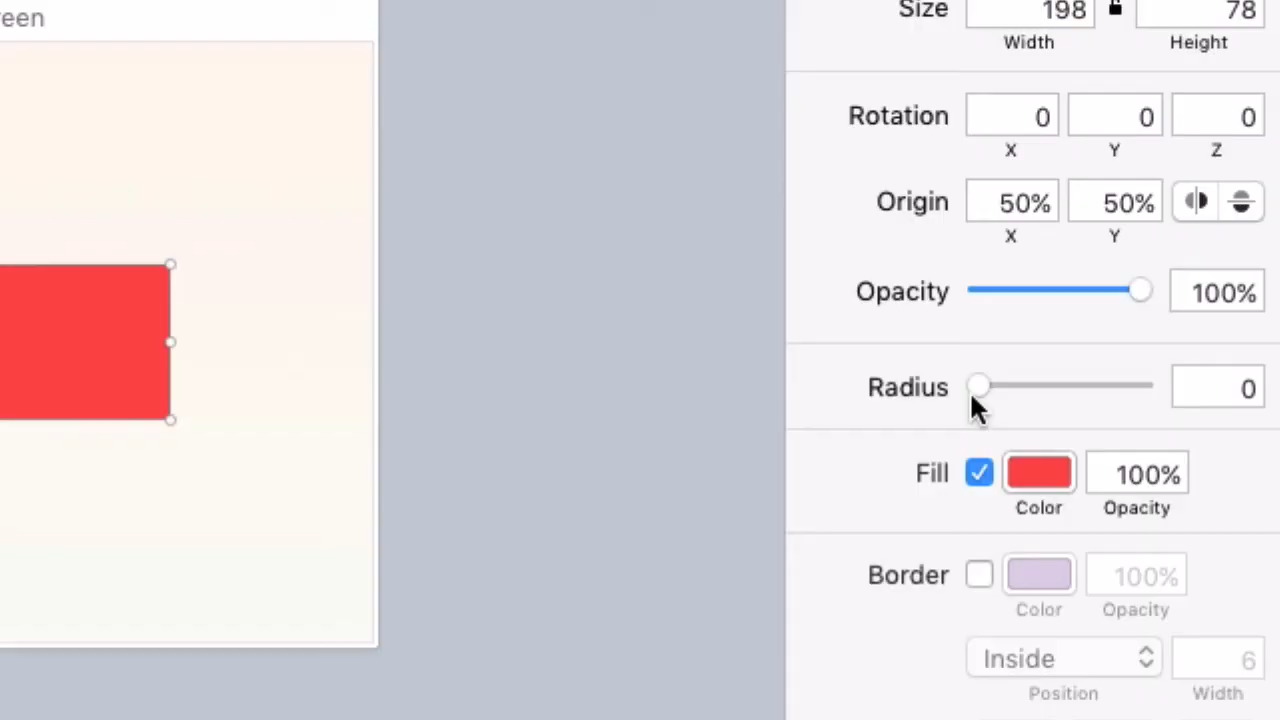 reen
Size 198 78
Width Height
Rotation 0 0 0
X Y Z
Origin 50% 50%
X Y
Opacity 100%
Radius 0
Fill 100%
Color Opacity
Border 100%
Color Opacity
Inside 6
Position Width